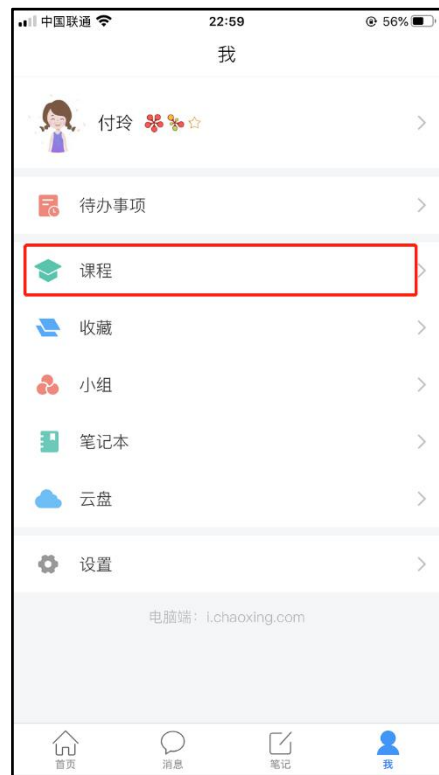 中国联通 22:59 56%
我
付玲
待办事项
课程
收藏
小组
笔记本
云盘
设置
电脑端：i.chaoxing.com
首页 消息 笔记 我